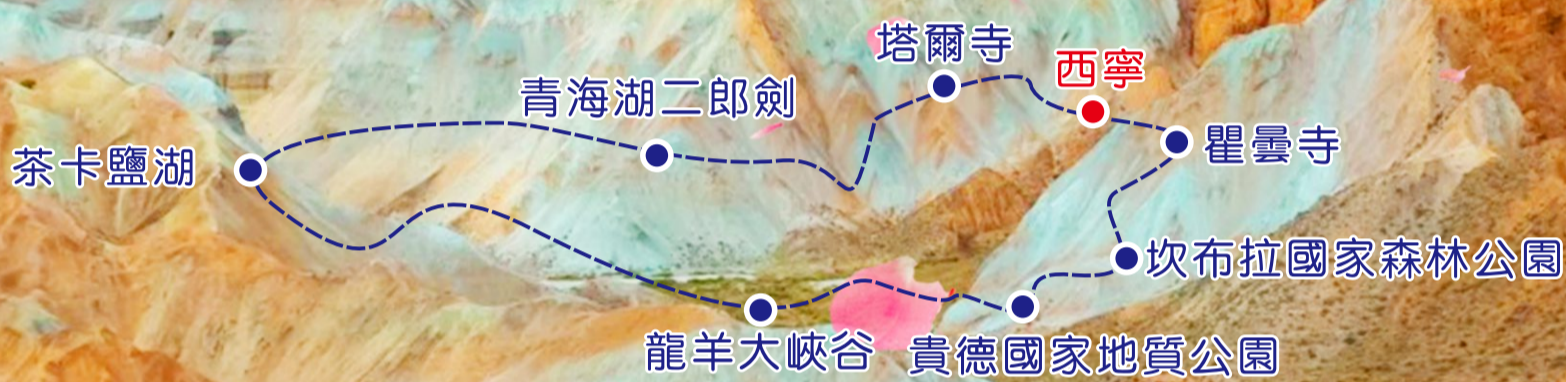 塔爾寺
西寧
青海湖二郎劍
瞿曇寺
茶卡鹽湖
坎布拉國家森林公園
龍羊大峽谷
貴德國家地質公園